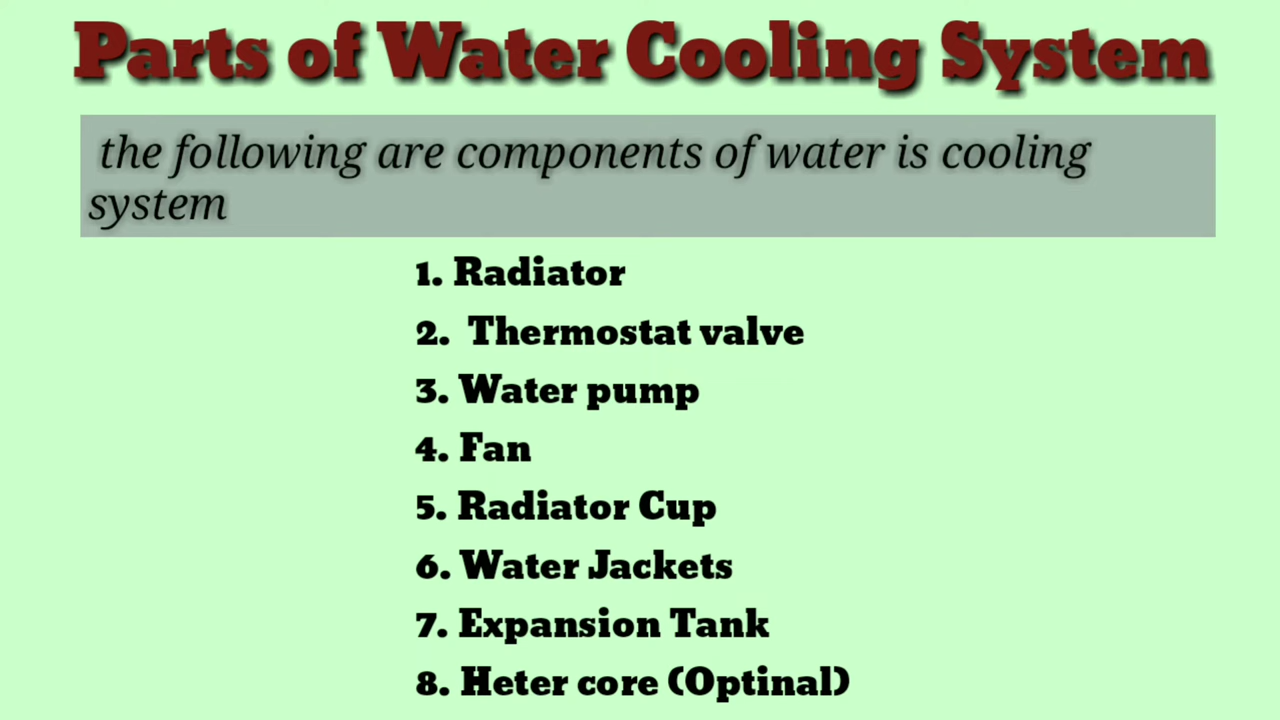 Parts of Water Cooling System
the following are components of water is cooling
system
1. Radiator
2. Thermostat valve
3. Water pump
4. Fan
5. Radiator Cup
6. Water Jackets
7. Expansion Tank
8. Heter core (Optinal)